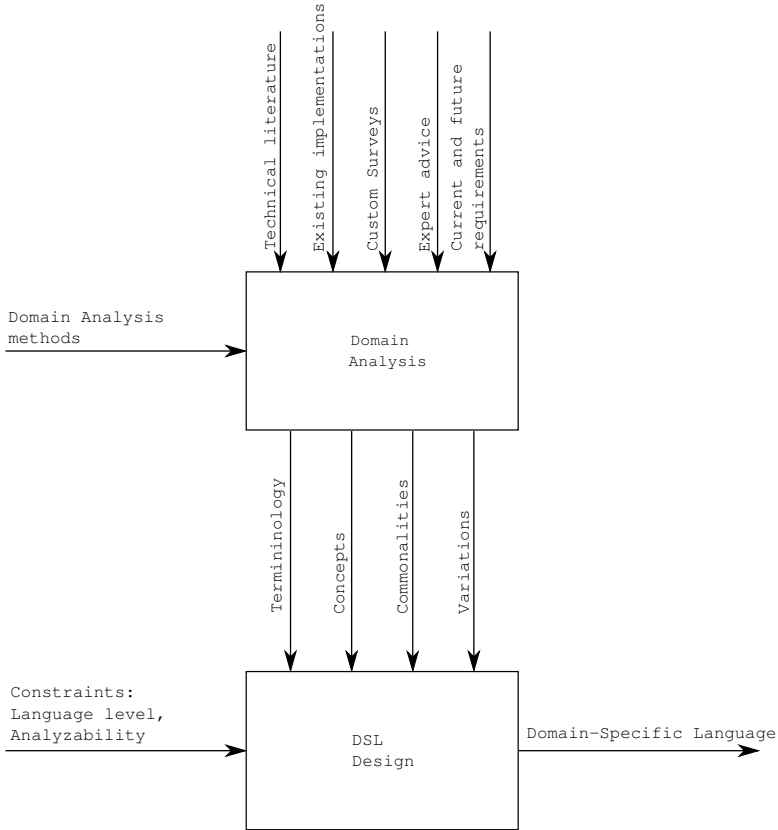 Technical literature
Existing implementations
Custom Surveys
Expert advice
Current and future
requirements
Domain Analysis
methods
Domain
Analysis
Termininology
Concepts
Commonalities
Variations
Constraints:
Language level,
Analyzability
DSL
Design
Domain-Specific Language